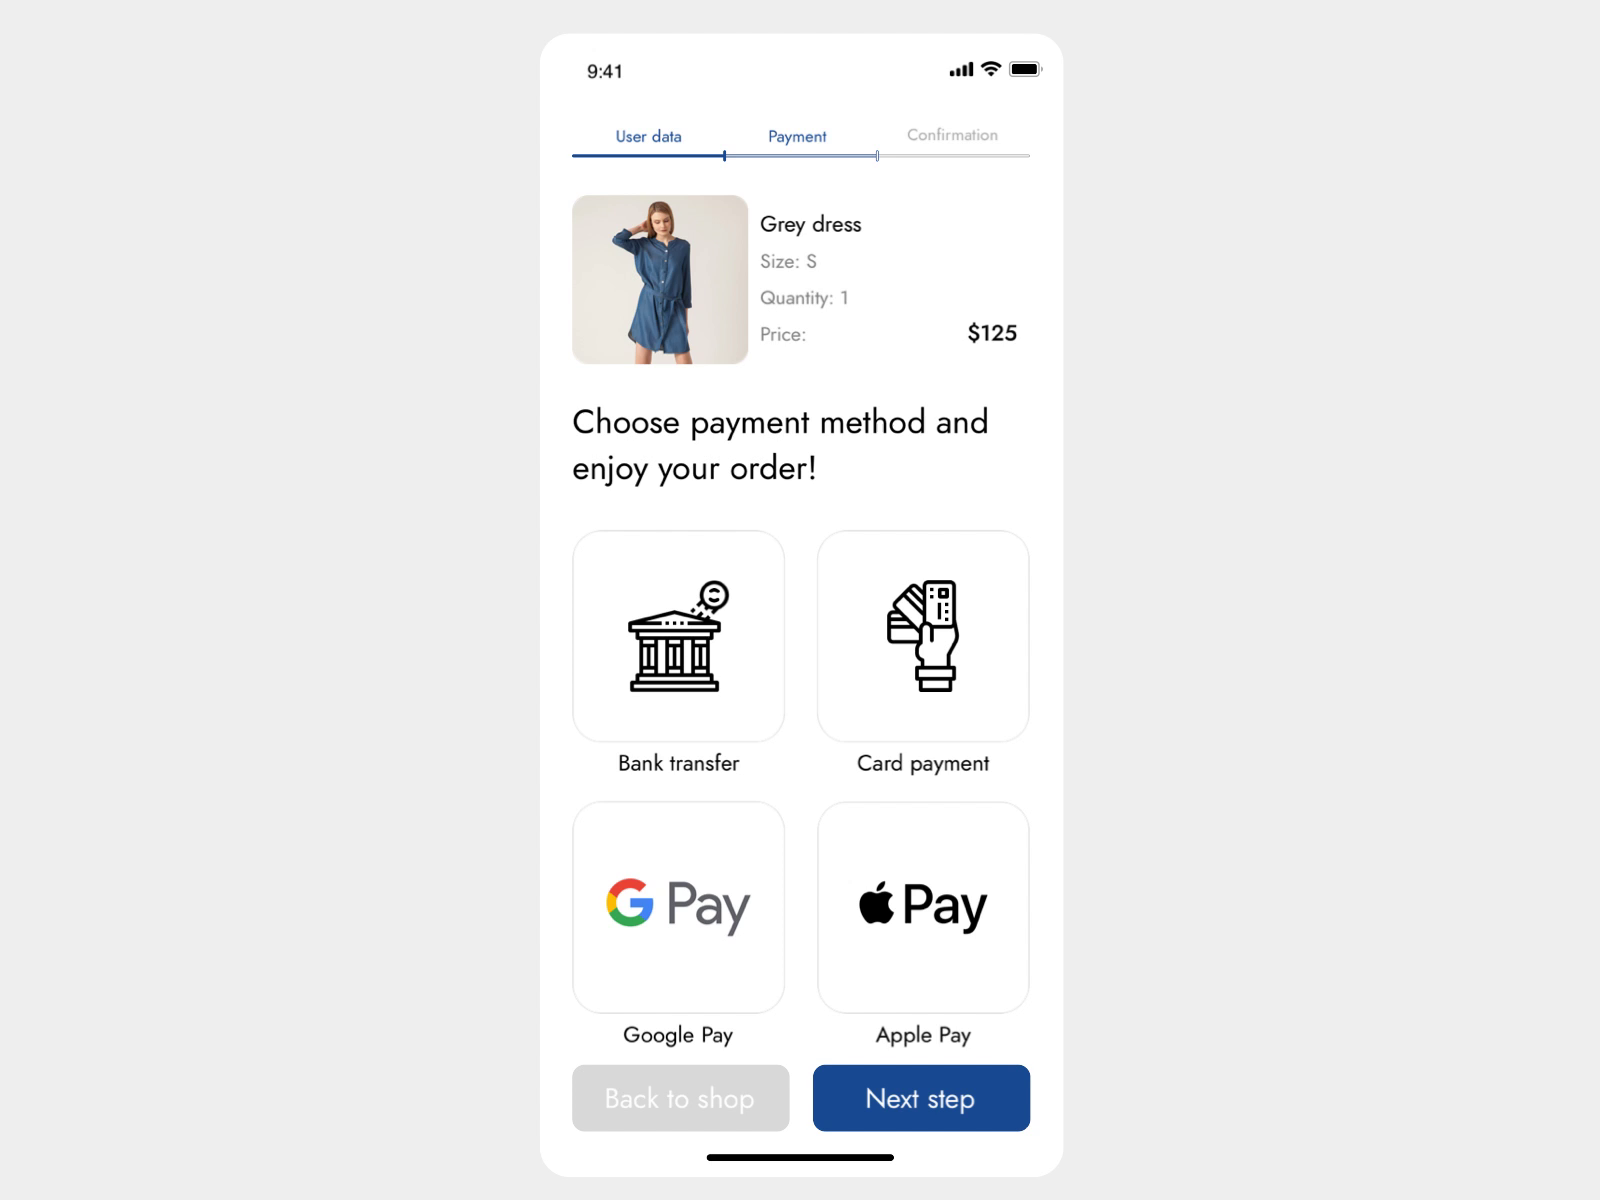 9:41
User data
Payment
Confirmation
Grey dress
Size: S
Quantity: 1
Price:
$125
Choose payment method and
enjoy your order!
Bank transfer
Card payment
G Pay
Pay
Google Pay
Apple Pay
Back to shop
Next step